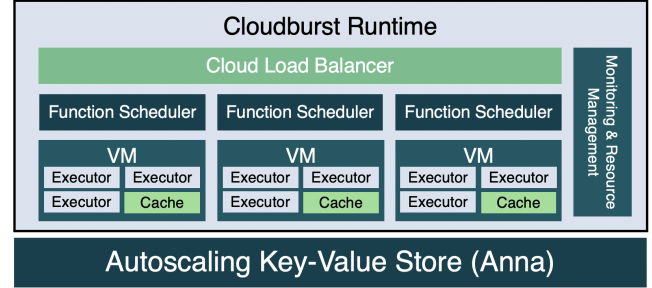 Cloudburst Runtime
Cloud Load Balancer
Monitoring & Resource
Management
Function Scheduler
Function Scheduler
Function Scheduler
VM
Executor
Executor
Executor
Cache
VM
Executor
Executor
Executor
Cache
VM
Executor
Executor
Executor
Cache
Autoscaling Key-Value Store (Anna)